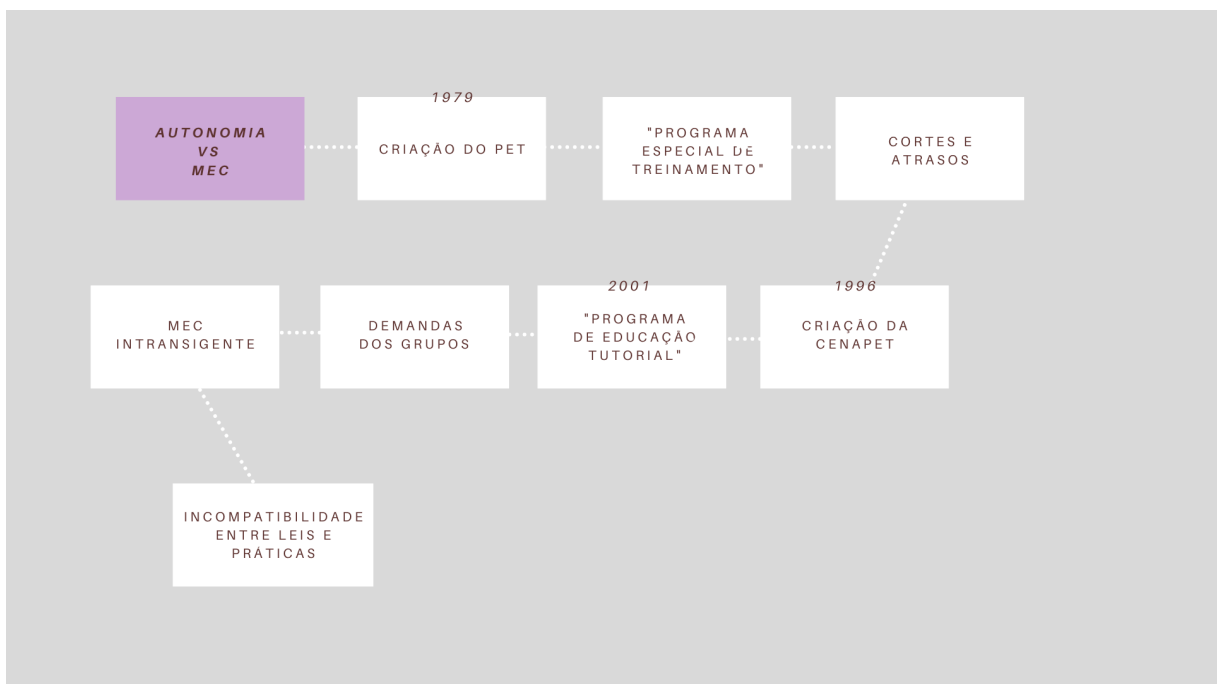 AUTONOMIA
VS
MEC
1979
CRIAÇÃO DO PET
"PROGRAMA
ESPECIAL DE
TREINAMENTO"
CORTES E
ATRASOS
1996
CRIAÇÃO DA
CENAPET
2001
"PROGRAMA
DE EDUCAÇÃO
TUTORIAL"
DEMANDAS
DOS GRUPOS
MEC
INTRANSIGENTE
INCOMPATIBILIDADE
ENTRE LEIS E
PRÁTICAS